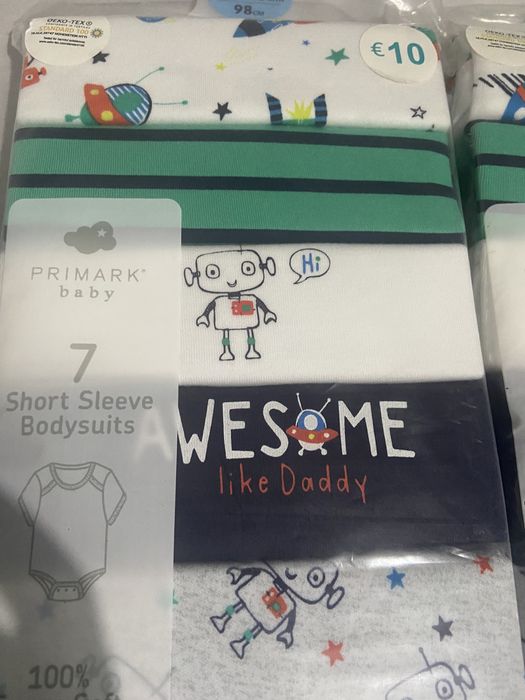 98CM
OEKO-TEX®
STANDARD 100
€10
PRIMARK®
baby
7
Short Sleeve
Bodysuits
Hi
AWESOME
like Daddy
100%